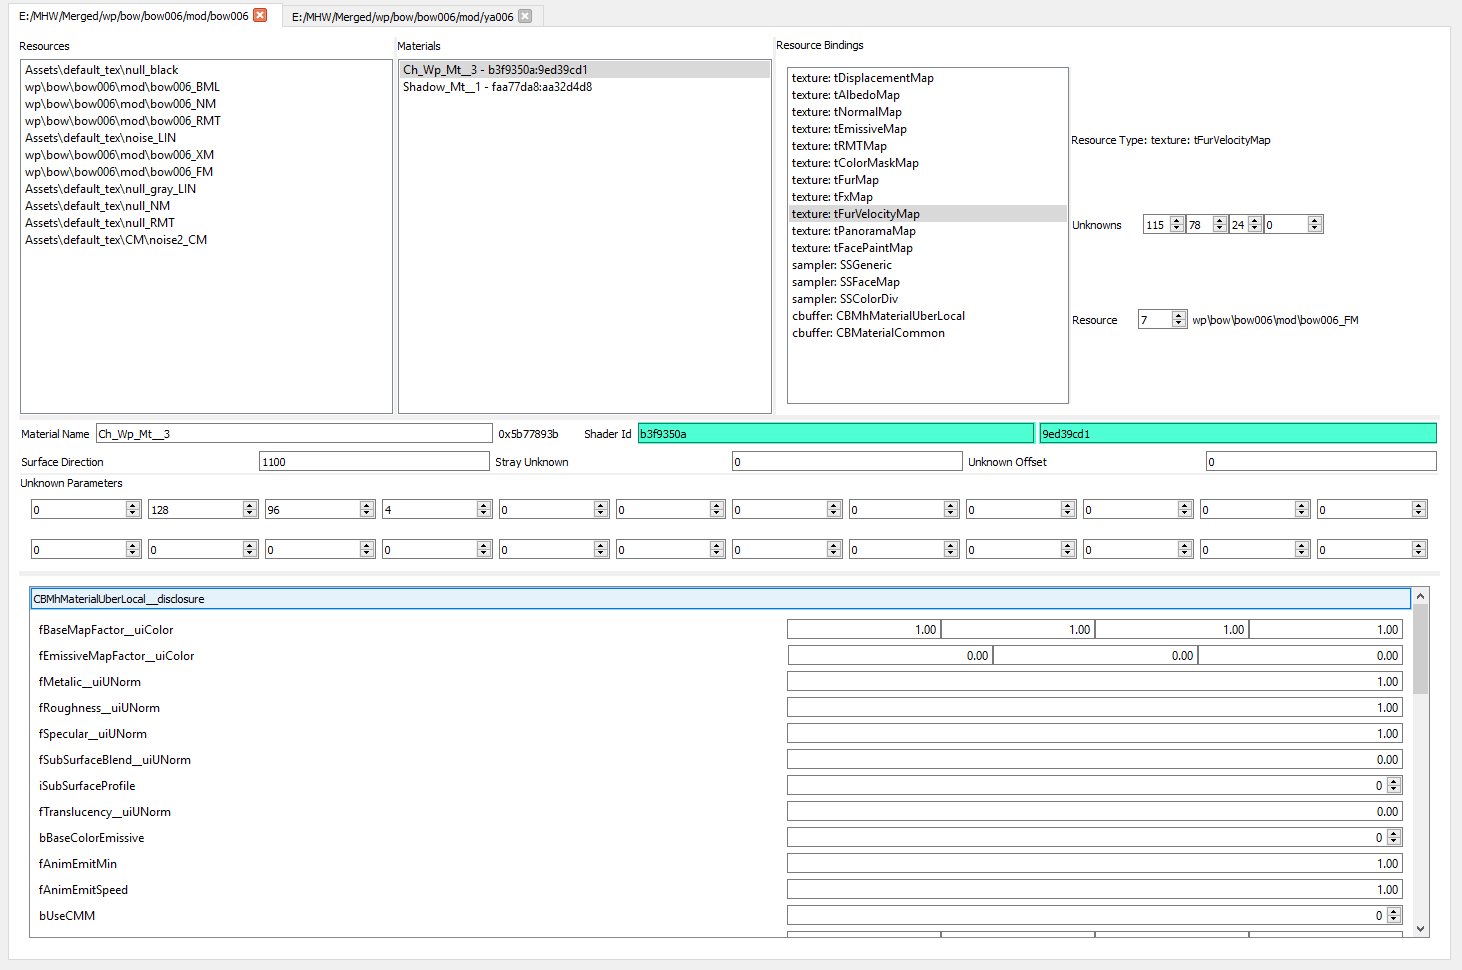 E:/MHW/Merged/wp/bow/bow006/mod/bow006
E:/MHW/Merged/wp/bow/bow006/mod/ya006
Resources
Assets\default_tex\null_black
wp\bow\bow006\mod\bow006_BML
wp\bow\bow006\mod\bow006_NM
wp\bow\bow006\mod\bow006_RMT
Assets\default_tex\noise_LIN
wp\bow\bow006\mod\bow006_XM
wp\bow\bow006\mod\bow006_FM
Assets\default_tex\null_gray_LIN
Assets\default_tex\null_NM
Assets\default_tex\null_RMT
Assets\default_tex\CM\noise2_CM
Materials
Ch_Wp_Mt__3 - b3f9350a:9ed39cd1
Shadow_Mt__1 - faa77da8:aa32d4d8
Resource Bindings
texture: tDisplacementMap
texture: tAlbedoMap
texture: tNormalMap
texture: tEmissiveMap
texture: tRMTMap
texture: tColorMaskMap
texture: tFurMap
texture: tFxMap
texture: tFurVelocityMap
texture: tPanoramaMap
texture: tFacePaintMap
sampler: SSGeneric
sampler: SSFaceMap
sampler: SSColorDiv
cbuffer: CBMhMaterialUberLocal
cbuffer: CBMaterialCommon
Resource Type: texture: tFurVelocityMap
Unknowns 115 78 24 0
Resource 7 wp\bow\bow006\mod\bow006_FM
Material Name Ch_Wp_Mt__3 0x5b77893b Shader Id b3f9350a 9ed39cd1
Surface Direction 1100 Stray Unknown 0 Unknown Offset 0
Unknown Parameters
0 128 96 4 0 0 0 0 0 0 0 0
0 0 0 0 0 0 0 0 0 0 0 0
CBMhMaterialUberLocal__disclosure
fBaseMapFactor__uiColor 1.00 1.00 1.00 1.00
fEmissiveMapFactor__uiColor 0.00 0.00 0.00
fMetalic__uiUNorm 1.00
fRoughness__uiUNorm 1.00
fSpecular__uiUNorm 1.00
fSubSurfaceBlend__uiUNorm 0.00
iSubSurfaceProfile 0
fTranslucency__uiUNorm 0.00
bBaseColorEmissive 0
fAnimEmitMin 1.00
fAnimEmitSpeed 1.00
bUseCMM 0